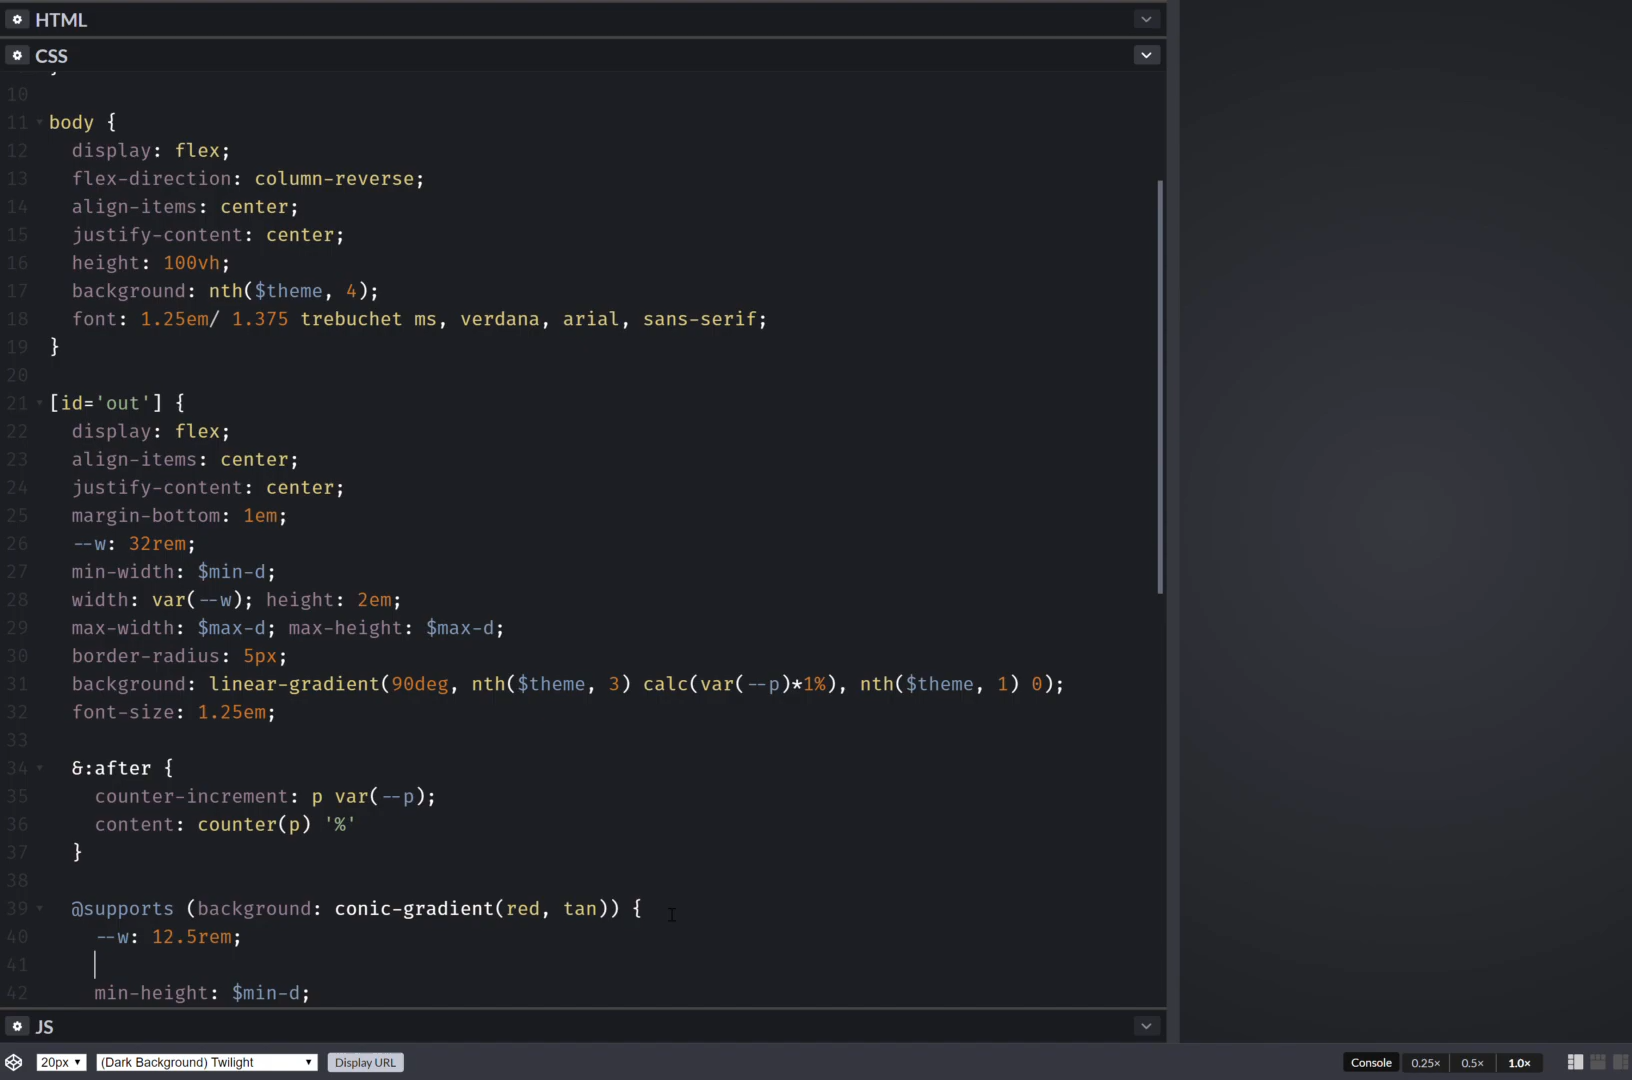 HTML
CSS
}
10
11 body {
12 display: flex;
13 flex-direction: column-reverse;
14 align-items: center;
15 justify-content: center;
16 height: 100vh;
17 background: nth($theme, 4);
18 font: 1.25em/ 1.375 trebuchet ms, verdana, arial, sans-serif;
19 }
20
21 [id='out'] {
22 display: flex;
23 align-items: center;
24 justify-content: center;
25 margin-bottom: 1em;
26 --w: 32rem;
27 min-width: $min-d;
28 width: var(--w); height: 2em;
29 max-width: $max-d; max-height: $max-d;
30 border-radius: 5px;
31 background: linear-gradient(90deg, nth($theme, 3) calc(var(--p)*1%), nth($theme, 1) 0);
32 font-size: 1.25em;
33
34 &:after {
35 counter-increment: p var(--p);
36 content: counter(p) '%'
37 }
38
39 @supports (background: conic-gradient(red, tan)) {
40 --w: 12.5rem;
41
42 min-height: $min-d;
JS
20px (Dark Background) Twilight Display URL Console 0.25× 0.5× 1.0×